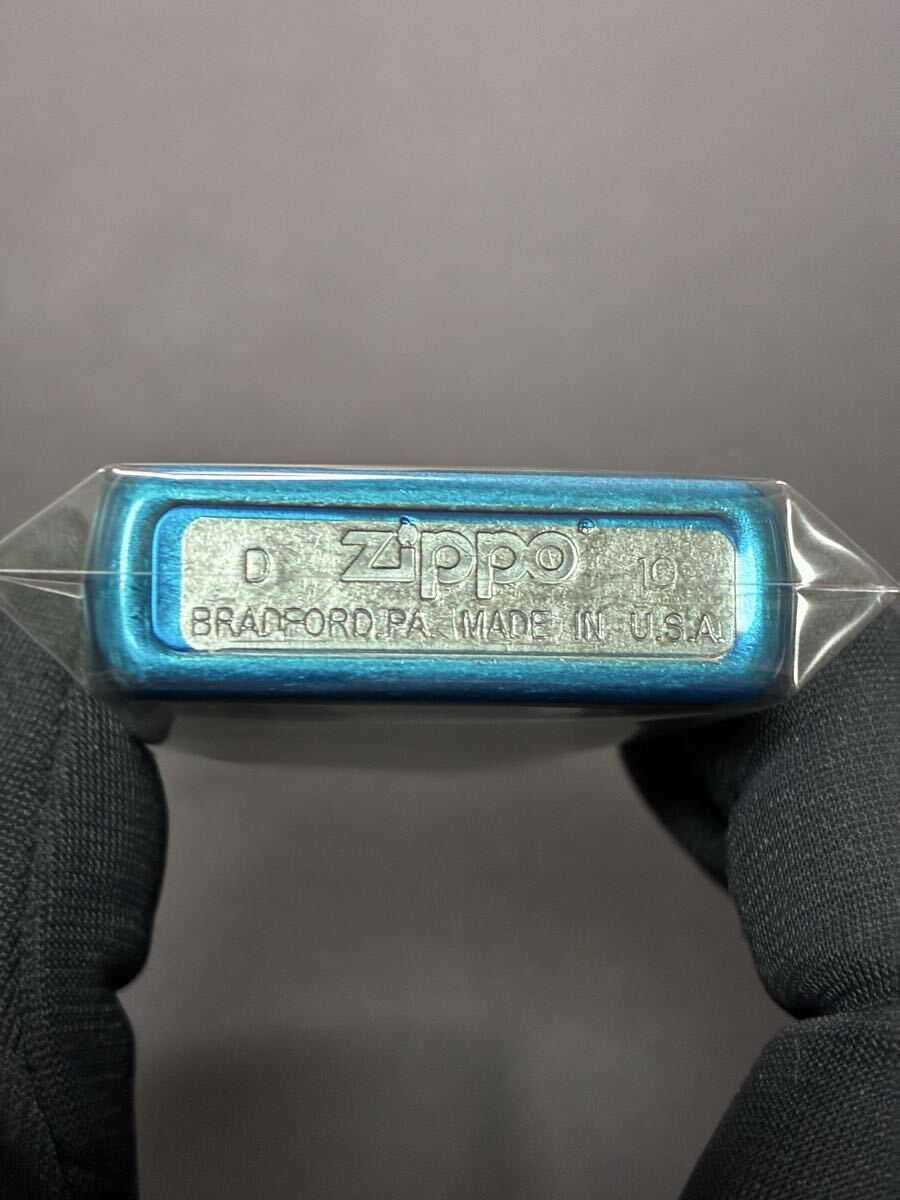 D Zippo® 10
BRADFORD, PA. MADE IN U.S.A.